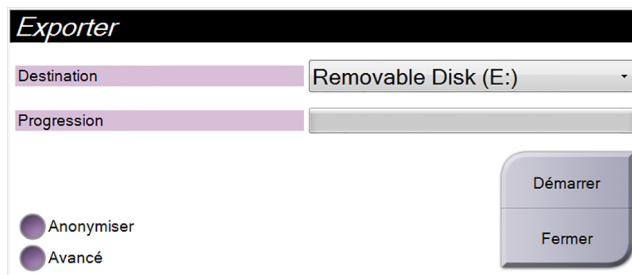 Exporter
Destination
Removable Disk (E:)
Progression
Démarrer
Anonymiser
Fermer
Avancé